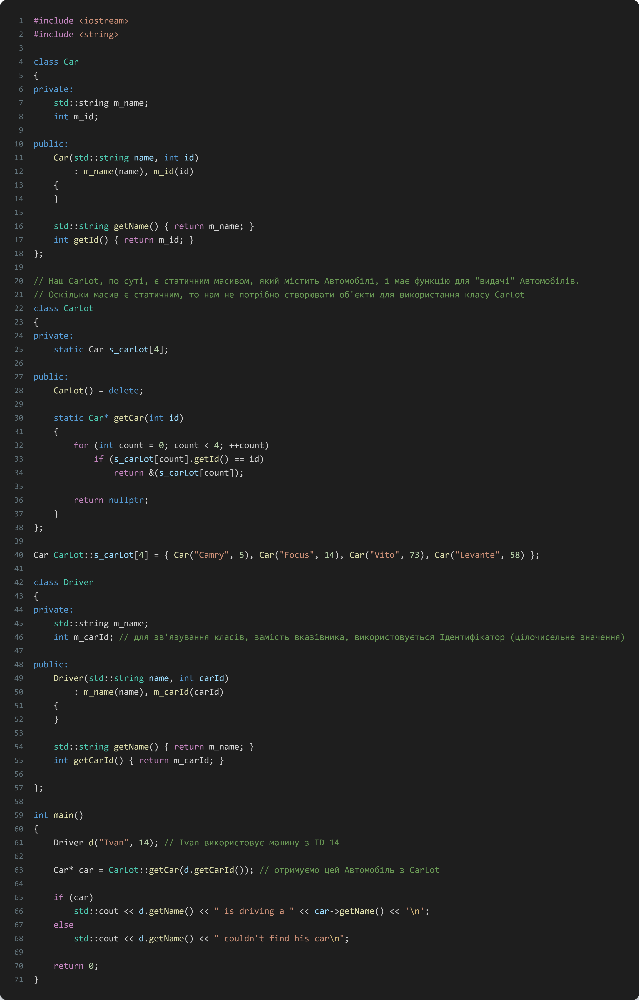 1 #include <iostream>
2 #include <string>
3
4 class Car
5 {
6 private:
7     std::string m_name;
8     int m_id;
9
10 public:
11     Car(std::string name, int id)
12         : m_name(name), m_id(id)
13     {
14     }
15
16     std::string getName() { return m_name; }
17     int getId() { return m_id; }
18 };
19
20 // Наш CarLot, по суті, є статичним масивом, який містить Автомобілі, і має функцію для "видачі" Автомобілів.
21 // Оскільки масив є статичним, то нам не потрібно створювати об'єкти для використання класу CarLot
22 class CarLot
23 {
24 private:
25     static Car s_carLot[4];
26
27 public:
28     CarLot() = delete;
29
30     static Car* getCar(int id)
31     {
32         for (int count = 0; count < 4; ++count)
33             if (s_carLot[count].getId() == id)
34                 return &(s_carLot[count]);
35
36         return nullptr;
37     }
38 };
39
40 Car CarLot::s_carLot[4] = { Car("Camry", 5), Car("Focus", 14), Car("Vito", 73), Car("Levante", 58) };
41
42 class Driver
43 {
44 private:
45     std::string m_name;
46     int m_carId; // для зв'язування класів, замість вказівника, використовується Ідентифікатор (цілочисельне значення)
47
48 public:
49     Driver(std::string name, int carId)
50         : m_name(name), m_carId(carId)
51     {
52     }
53
54     std::string getName() { return m_name; }
55     int getCarId() { return m_carId; }
56
57 };
58
59 int main()
60 {
61     Driver d("Ivan", 14); // Ivan використовує машину з ID 14
62
63     Car* car = CarLot::getCar(d.getCarId()); // отримуємо цей Автомобіль з CarLot
64
65     if (car)
66         std::cout << d.getName() << " is driving a " << car->getName() << '\n';
67     else
68         std::cout << d.getName() << " couldn't find his car\n";
69
70     return 0;
71 }